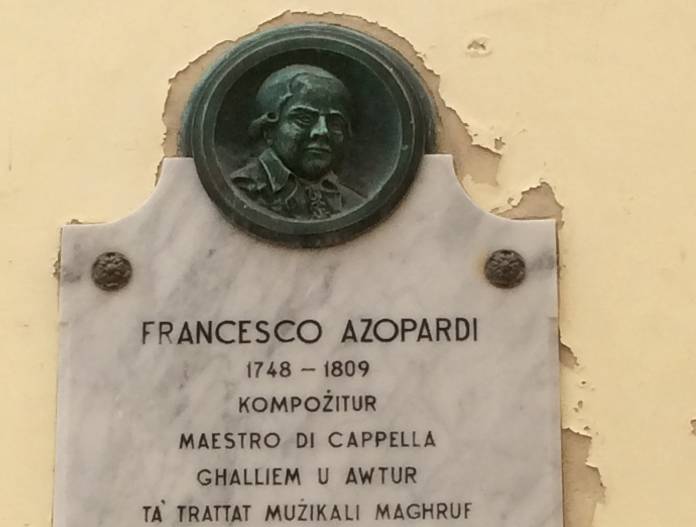 FRANCESCO AZOPARDI
1748 – 1809
KOMPOŻITUR
MAESTRO DI CAPPELLA
GHALLIEM U AWTUR
TA' TRATTAT MUŻIKALI MAGHRUF